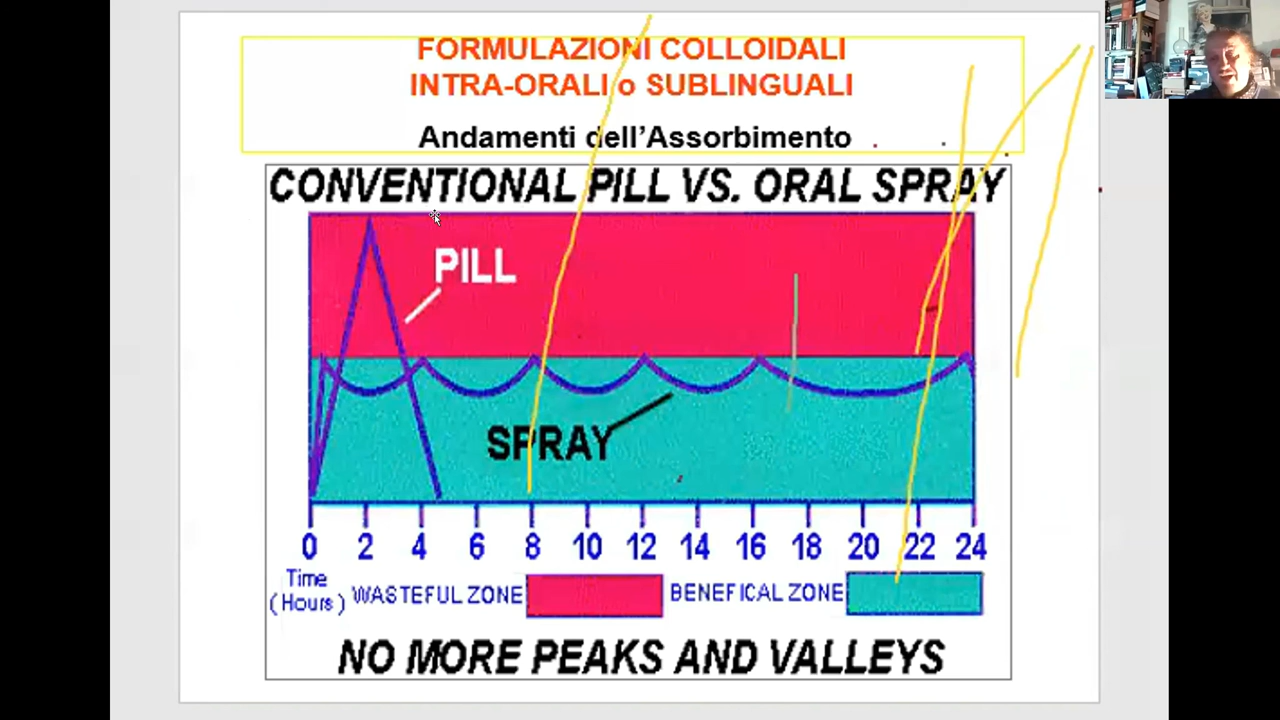 FORMULAZIONI COLLOIDALI
INTRA-ORALI o SUBLINGUALI
Andamenti dell'Assorbimento
CONVENTIONAL PILL VS. ORAL SPRAY
PILL
SPRAY
0 2 4 6 8 10 12 14 16 18 20 22 24
Time
(Hours) WASTEFUL ZONE BENEFICAL ZONE
NO MORE PEAKS AND VALLEYS